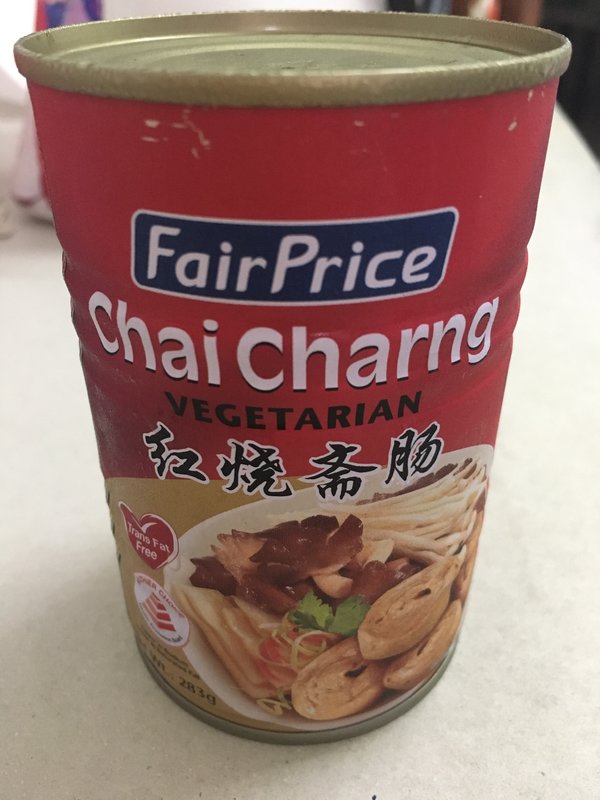 FairPrice
Chai Charng
VEGETARIAN
红烧斋肠
Trans Fat
Free
283g